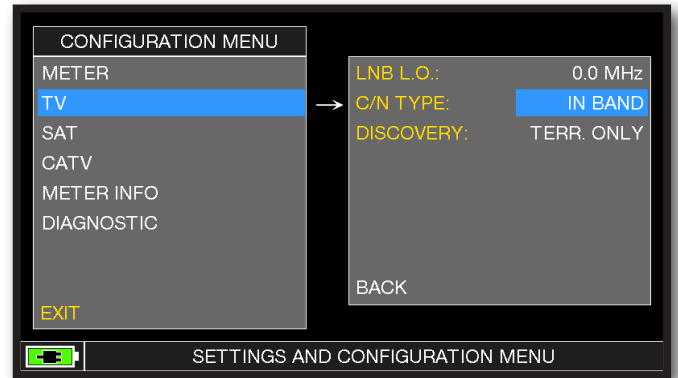 CONFIGURATION MENU
METER
TV
SAT
CATV
METER INFO
DIAGNOSTIC
EXIT
→
LNB L.O.: 0.0 MHz
C/N TYPE: IN BAND
DISCOVERY: TERR. ONLY
BACK
SETTINGS AND CONFIGURATION MENU